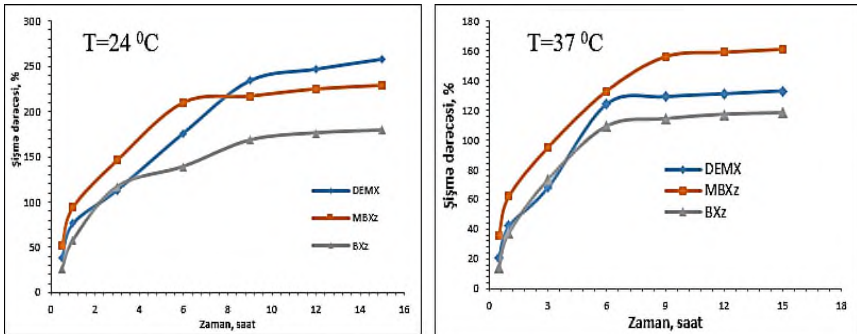 T=24 ⁰C
Şişmə dərəcəsi, %
300
250
200
150
100
50
0
0 2 4 6 8 10 12 14 16
Zaman, saat
DEMX
MBXz
BXz
T=37 ⁰C
Şişmə dərəcəsi, %
180
160
140
120
100
80
60
40
20
0
0 3 6 9 12 15 18
Zaman, saat
DEMX
MBXz
BXz